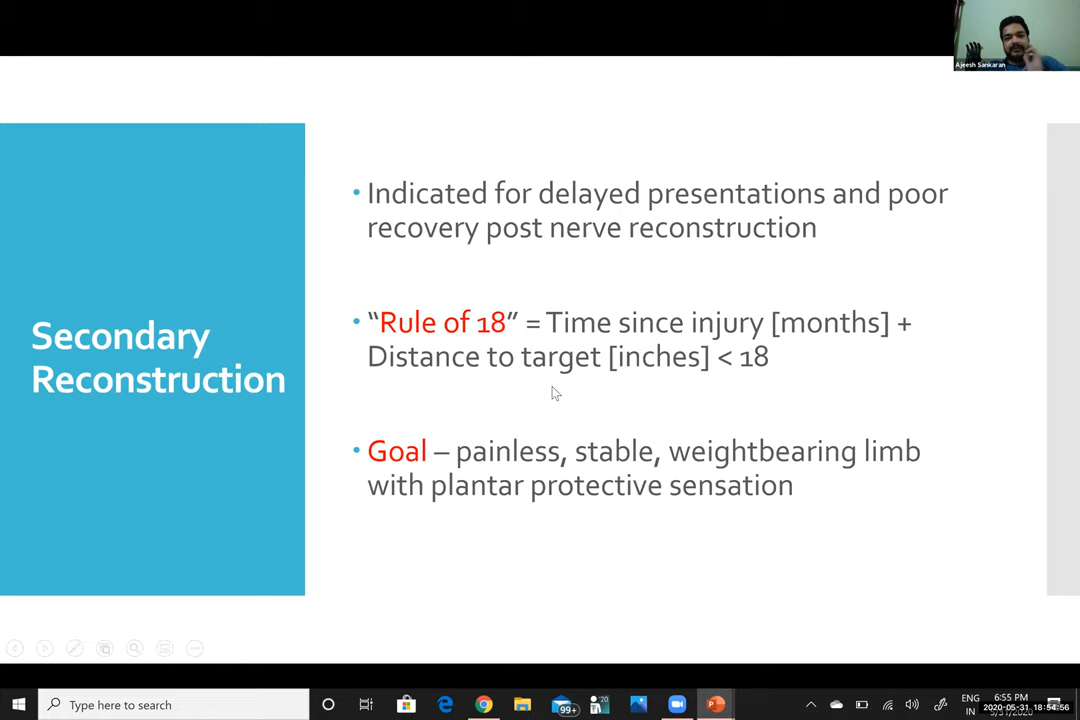 Ajeesh Sankaran
Secondary
Reconstruction
• Indicated for delayed presentations and poor
recovery post nerve reconstruction
• “Rule of 18” = Time since injury [months] +
Distance to target [inches] < 18
• Goal – painless, stable, weightbearing limb
with plantar protective sensation
Type here to search
99+
'20
ENG
IN
6:55 PM
2020-05-31 18:54:56